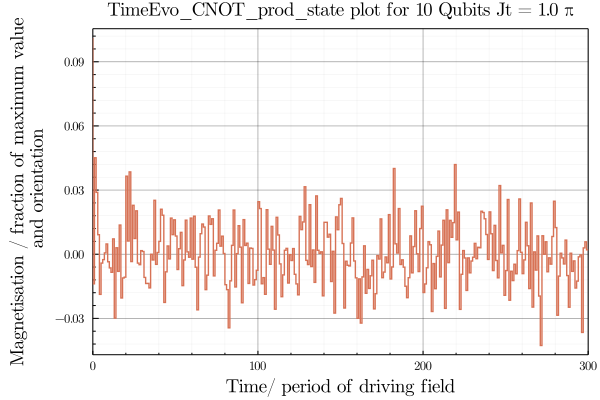 TimeEvo_CNOT_prod_state plot for 10 Qubits Jt = 1.0 π
Magnetisation / fraction of maximum value
and orientation
0.09
0.06
0.03
0.00
−0.03
0
100
200
300
Time/ period of driving field